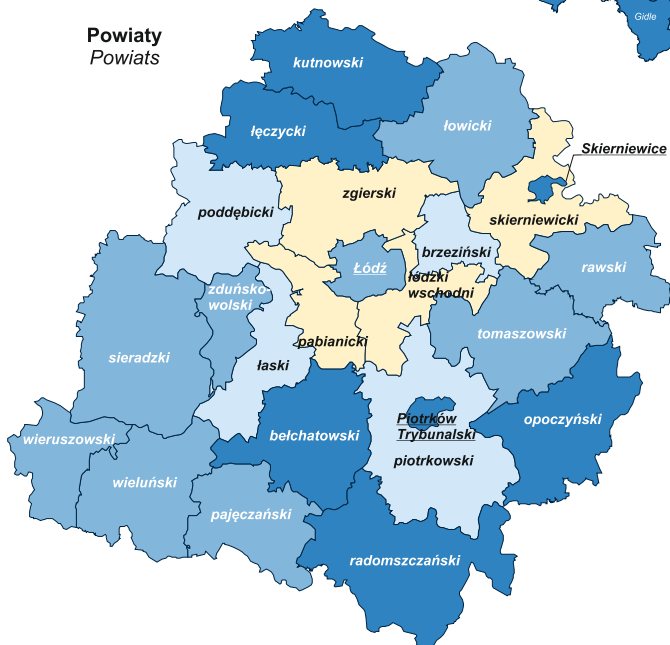 Gidle
Powiaty
Powiats
kutnowski
łęczycki
łowicki
Skierniewice
zgierski
poddębicki
skierniewicki
brzeziński
Łódź
rawski
łódzki
wschodni
zduńsko-
wolski
tomaszowski
pabianicki
sieradzki
łaski
Piotrków
Trybunalski
opoczyński
bełchatowski
wieruszowski
piotrkowski
wieluński
pajęczański
radomszczański